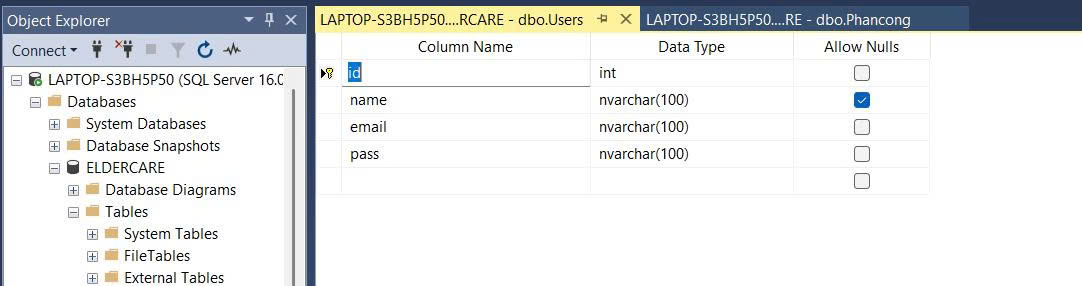 Object Explorer
Connect
LAPTOP-S3BH5P50 (SQL Server 16.0
Databases
System Databases
Database Snapshots
ELDERCARE
Database Diagrams
Tables
System Tables
FileTables
External Tables
LAPTOP-S3BH5P50....RCARE - dbo.Users
LAPTOP-S3BH5P50....RE - dbo.Phancong
Column Name Data Type Allow Nulls
id int
name nvarchar(100)
email nvarchar(100)
pass nvarchar(100)